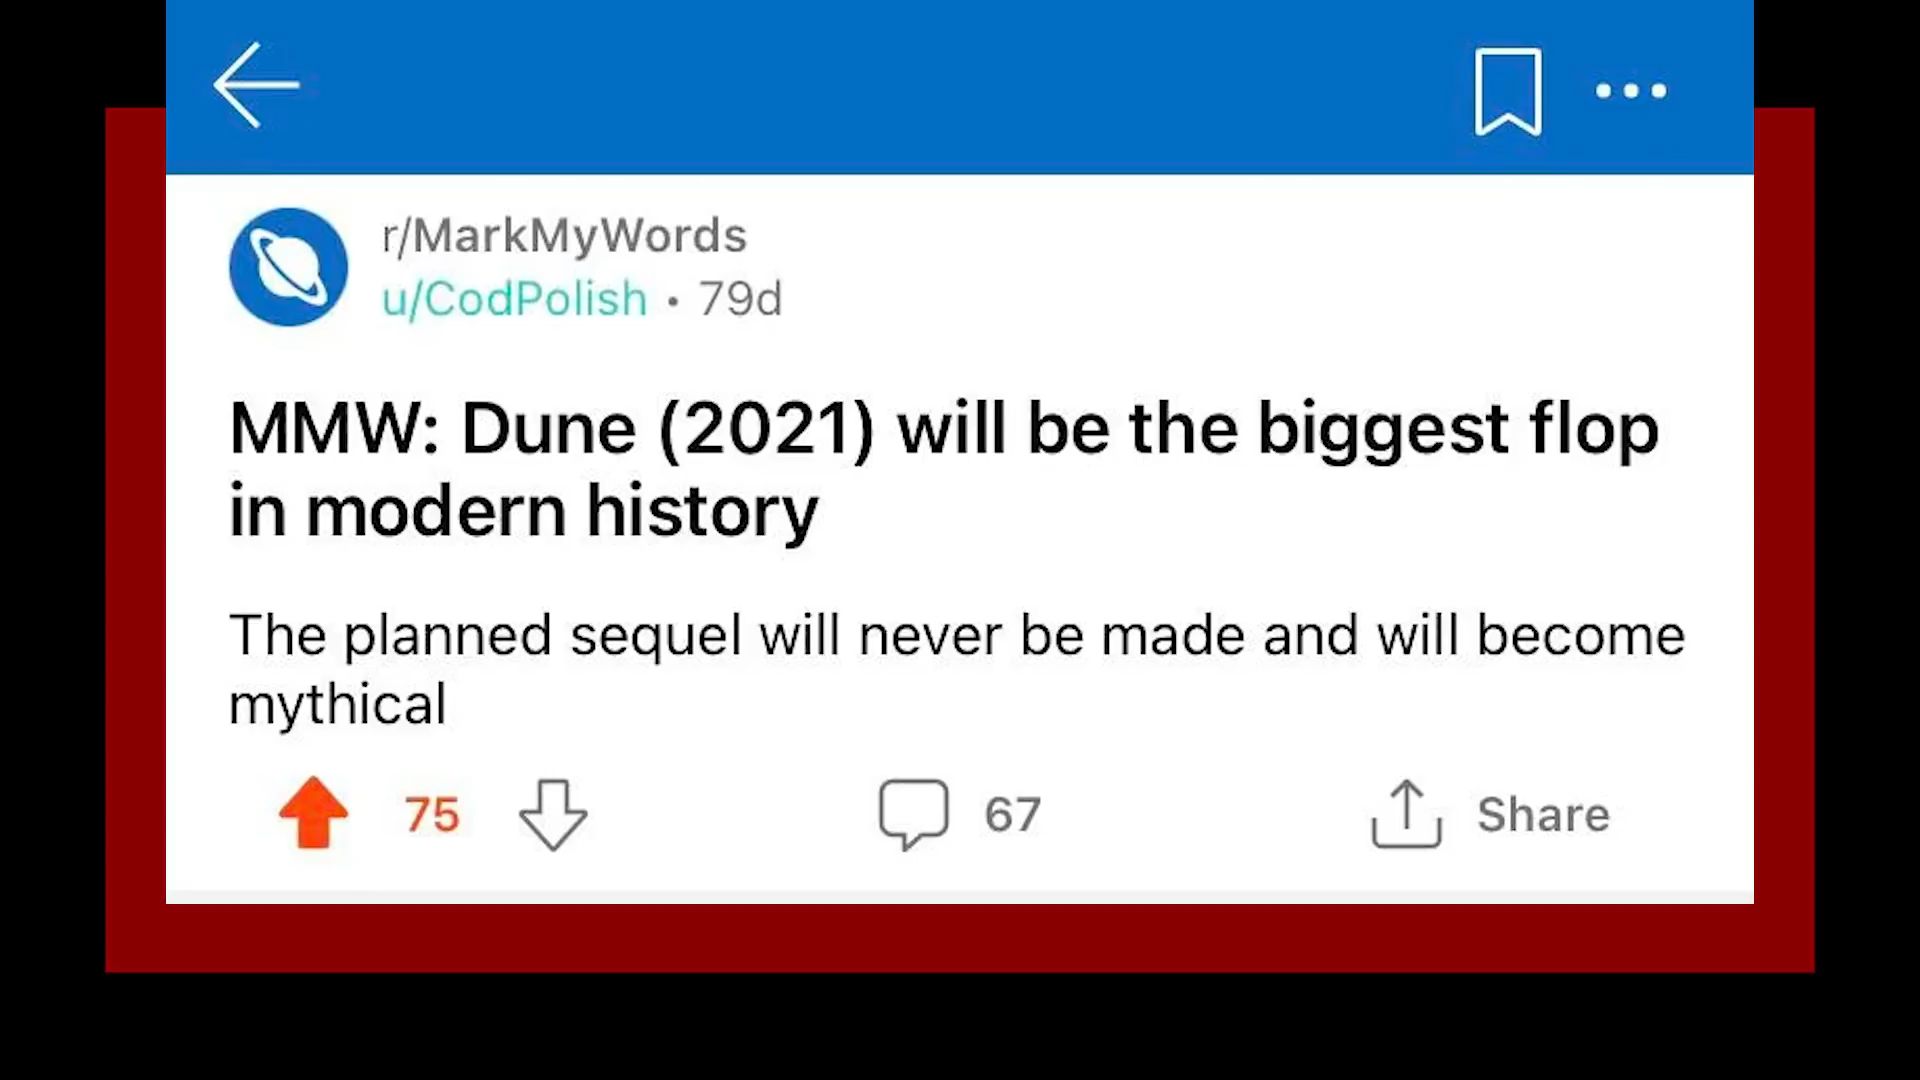 r/MarkMyWords
u/CodPolish • 79d
MMW: Dune (2021) will be the biggest flop
in modern history
The planned sequel will never be made and will become
mythical
75
67
Share